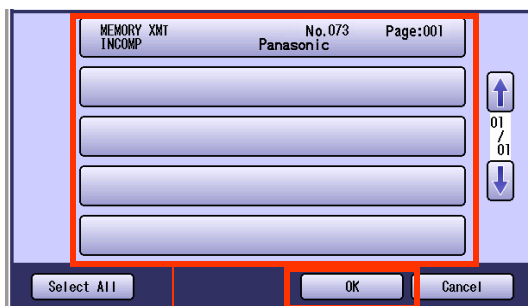 MEMORY XMT No.073 Page:001
INCOMP Panasonic
01
/
01
Select All OK Cancel